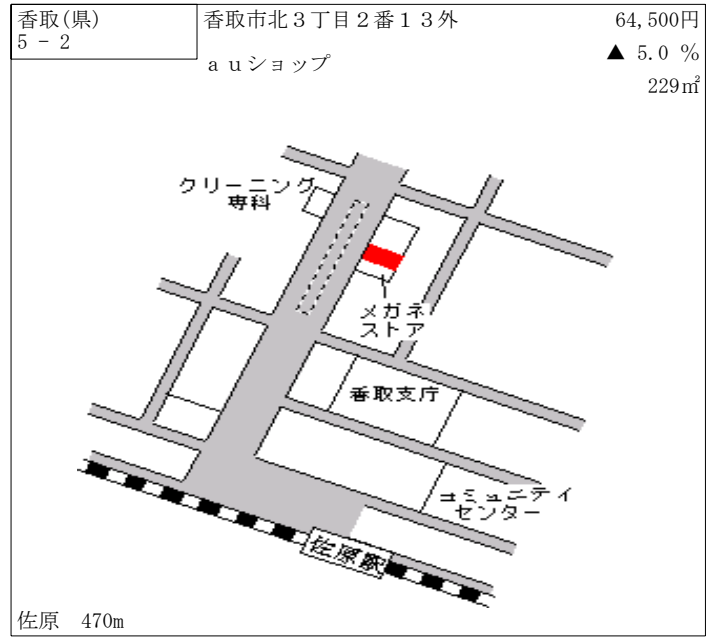 香取(県)
5 - 2
香取市北３丁目２番１３外
ａｕショップ
64,500円
▲ 5.0 %
229㎡
クリーニング
専科
メガネ
ストア
香取支庁
コミュニティ
センター
佐原駅
佐原 470m